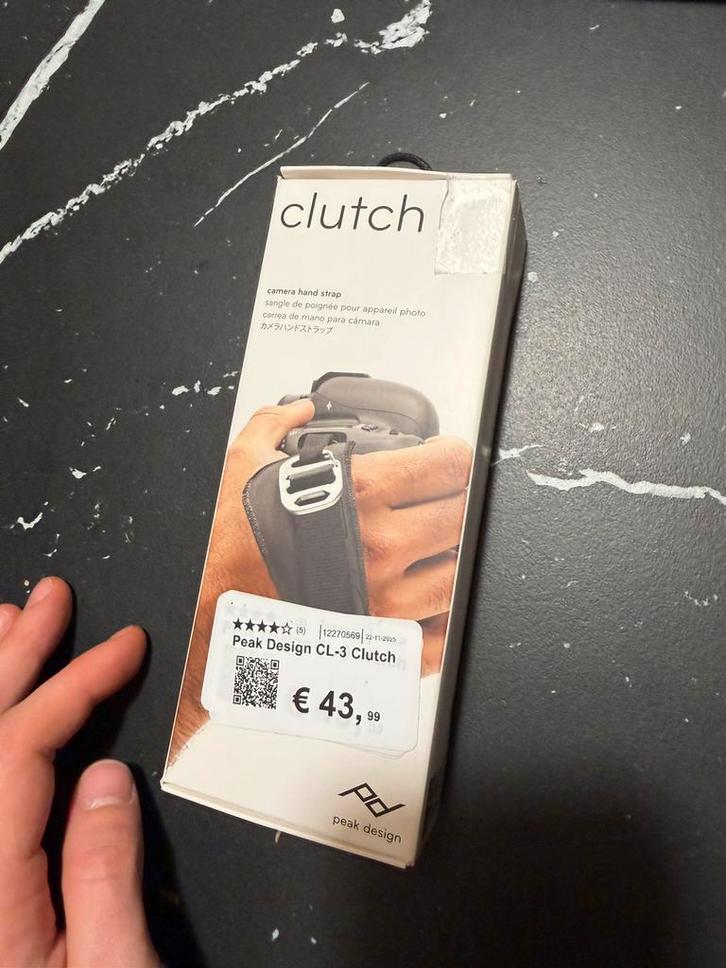 clutch
camera hand strap
sangle de poignée pour appareil photo
correa de mano para cámara
カメラハンドストラップ
(5) |12270569| 22-11-2025
Peak Design CL-3 Clutch
€ 43,99
peak design